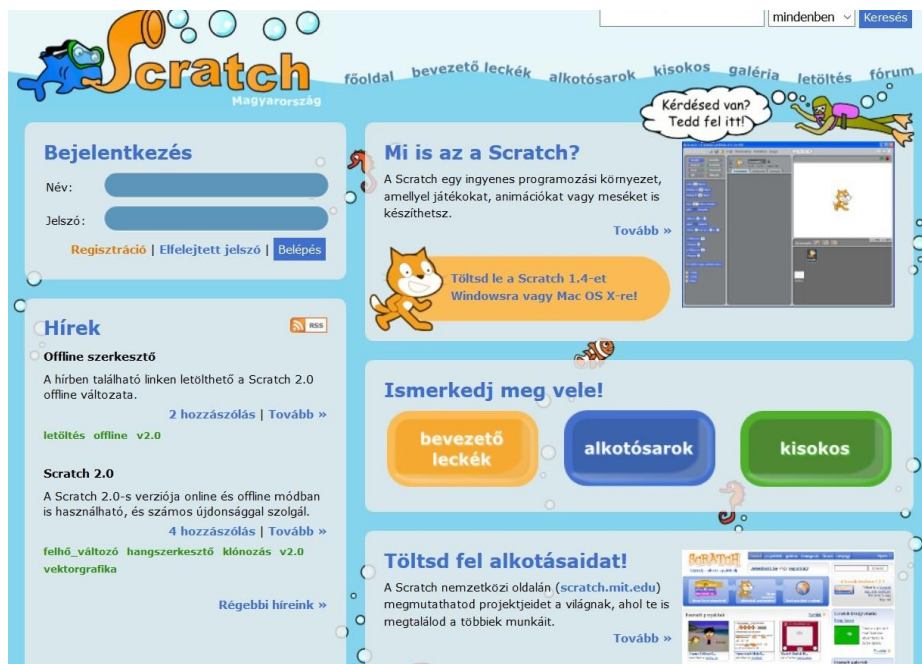 mindenben Keresés
Scratch
Magyarország
főoldal bevezető leckék alkotósarok kisokos galéria letöltés fórum
Kérdésed van?
Tedd fel itt!
Bejelentkezés
Név:
Jelszó:
Regisztráció | Elfelejtett jelszó | Belépés
Hírek
RSS
Offline szerkesztő
A hírben található linken letölthető a Scratch 2.0
offline változata.
2 hozzászólás | Tovább »
letöltés offline v2.0
Scratch 2.0
A Scratch 2.0-s verziója online és offline módban
is használható, és számos újdonsággal szolgál.
4 hozzászólás | Tovább »
felhő_változó hangszerkesztő klónozás v2.0
vektorgrafika
Régebbi híreink »
Mi is az a Scratch?
A Scratch egy ingyenes programozási környezet,
amellyel játékokat, animációkat vagy meséket is
készíthetsz.
Tovább »
Töltsd le a Scratch 1.4-et
Windowsra vagy Mac OS X-re!
Ismerkedj meg vele!
bevezető
leckék
alkotósarok
kisokos
Töltsd fel alkotásaidat!
A Scratch nemzetközi oldalán (scratch.mit.edu)
megmutathatod projektjeidet a világnak, ahol te is
megtalálod a többiek munkáit.
Tovább »
SCRATCH